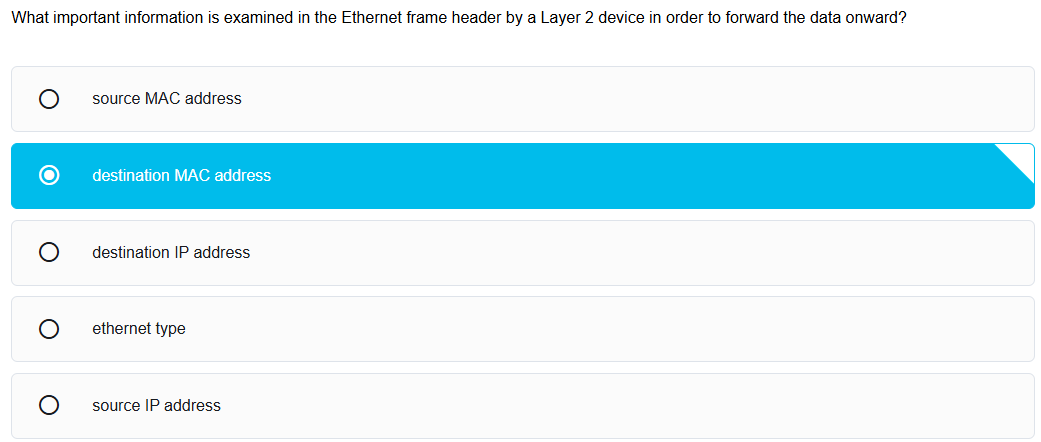 What important information is examined in the Ethernet frame header by a Layer 2 device in order to forward the data onward?
source MAC address
destination MAC address
destination IP address
ethernet type
source IP address